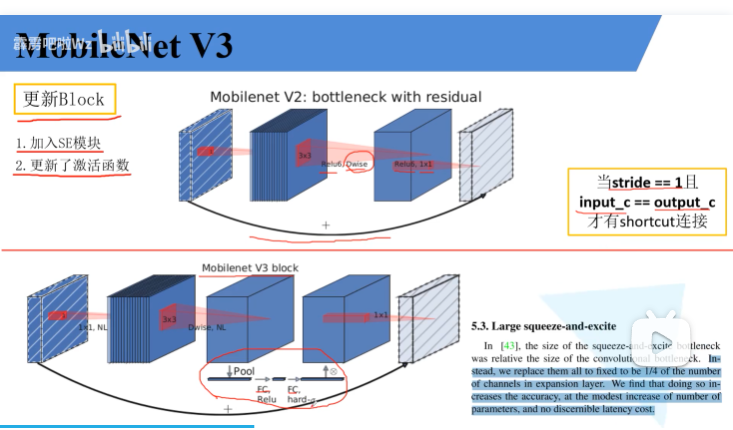 MobileNet V3
霹雳吧啦Wz bilibili
更新Block
1. 加入SE模块
2. 更新了激活函数
Mobilenet V2: bottleneck with residual
3x3
Relu6, Dwise
Relu6, 1x1
+
当stride == 1且
input_c == output_c
才有shortcut连接
Mobilenet V3 block
1x1, NL
3x3
Dwise, NL
1x1
Pool
FC,
Relu
FC,
hard-σ
⊗
+
5.3. Large squeeze-and-excite
In [43], the size of the squeeze-and-excite bottleneck
was relative the size of the convolutional bottleneck. In-
stead, we replace them all to fixed to be 1/4 of the number
of channels in expansion layer. We find that doing so in-
creases the accuracy, at the modest increase of number of
parameters, and no discernible latency cost.